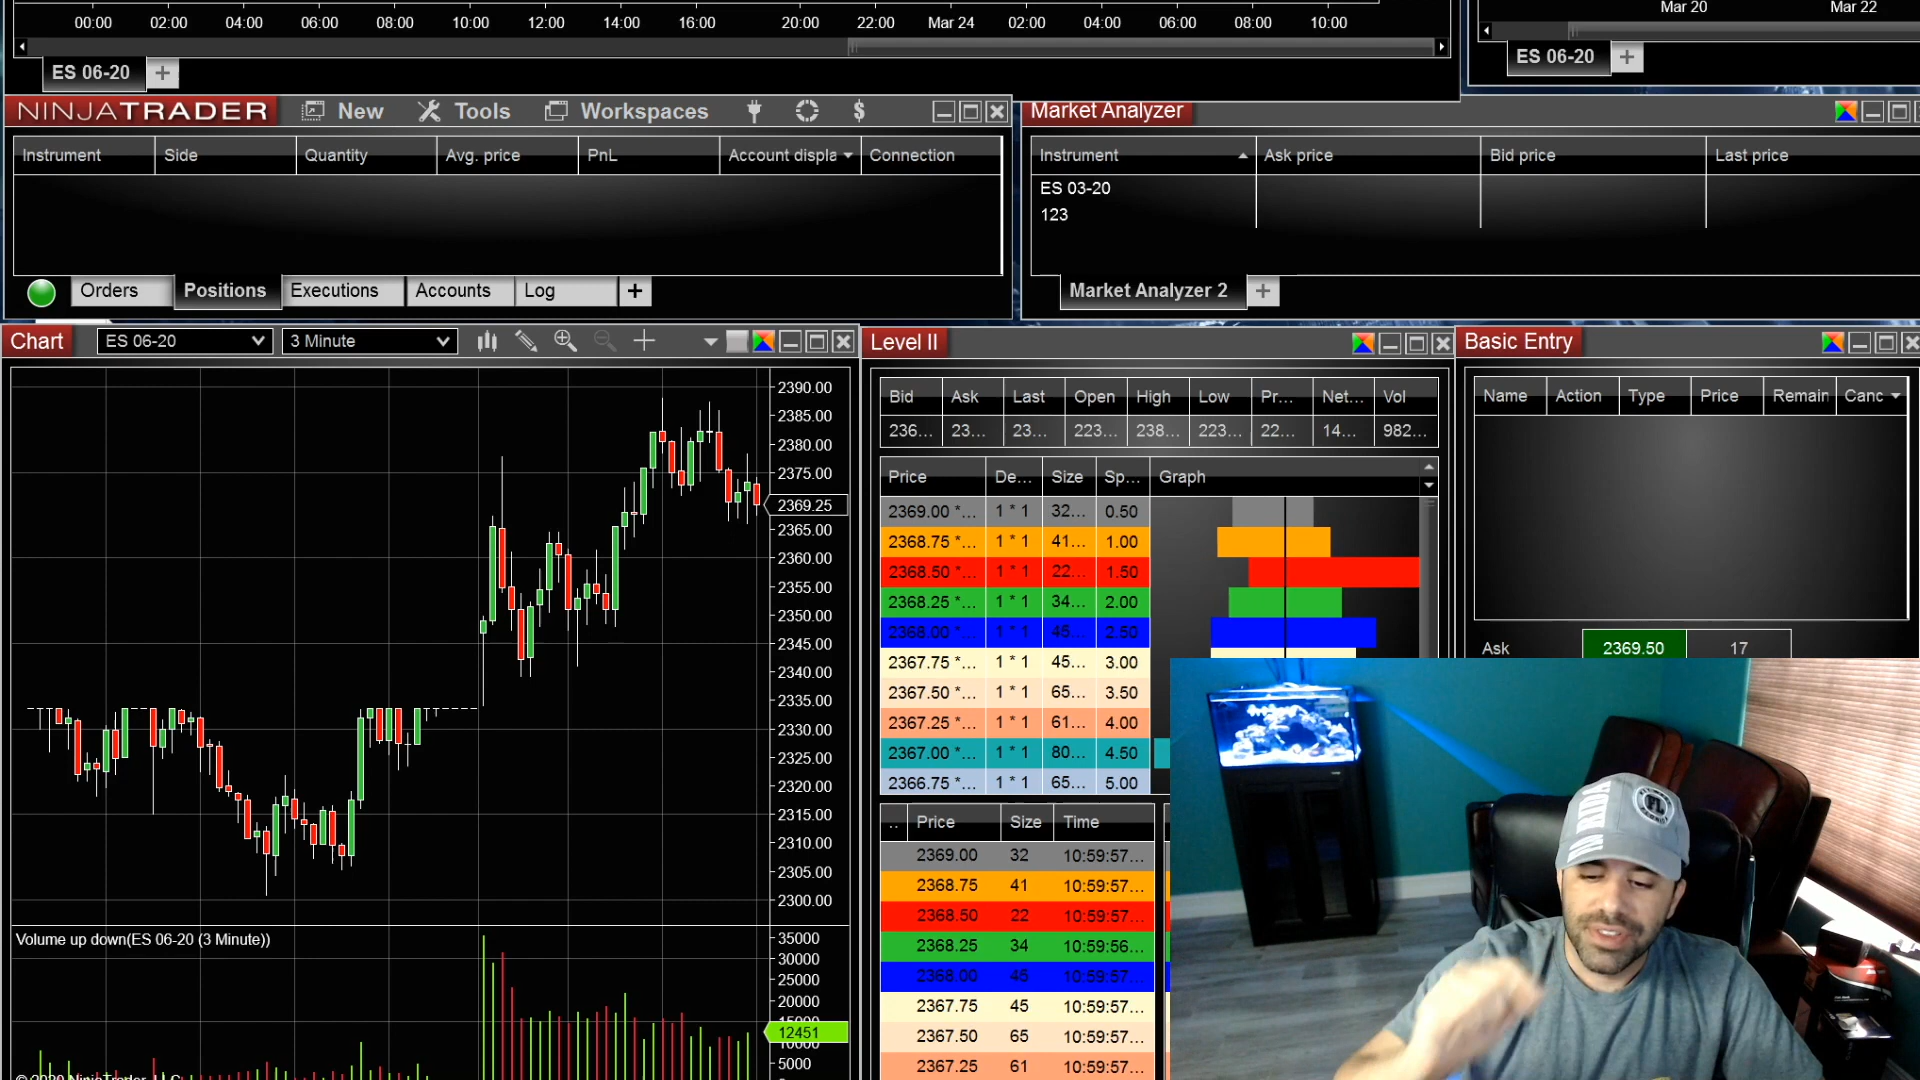 00:00 02:00 04:00 06:00 08:00 10:00 12:00 14:00 16:00 20:00 22:00 Mar 24 02:00 04:00 06:00 08:00 10:00
Mar 20 Mar 22
ES 06-20 +
ES 06-20 +
NINJATRADER New Tools Workspaces $
Instrument Side Quantity Avg. price PnL Account displa Connection
Orders Positions Executions Accounts Log +
Market Analyzer
Instrument Ask price Bid price Last price
ES 03-20
123
Market Analyzer 2 +
Chart ES 06-20 3 Minute
2390.00
2385.00
2380.00
2375.00
2369.25
2365.00
2360.00
2355.00
2350.00
2345.00
2340.00
2335.00
2330.00
2325.00
2320.00
2315.00
2310.00
2305.00
2300.00
Volume up down(ES 06-20 (3 Minute))
35000
30000
25000
20000
15000
12451
10000
5000
© 2020 NinjaTrader, LLC
Level II
Bid Ask Last Open High Low Pr... Net... Vol
236... 23... 23... 223... 238... 223... 22... 14... 982...
Price De... Size Sp... Graph
2369.00 *... 1 * 1 32... 0.50
2368.75 *... 1 * 1 41... 1.00
2368.50 *... 1 * 1 22... 1.50
2368.25 *... 1 * 1 34... 2.00
2368.00 *... 1 * 1 45... 2.50
2367.75 *... 1 * 1 45... 3.00
2367.50 *... 1 * 1 65... 3.50
2367.25 *... 1 * 1 61... 4.00
2367.00 *... 1 * 1 80... 4.50
2366.75 *... 1 * 1 65... 5.00
.. Price Size Time
2369.00 32 10:59:57...
2368.75 41 10:59:57...
2368.50 22 10:59:57...
2368.25 34 10:59:56...
2368.00 45 10:59:57...
2367.75 45 10:59:57...
2367.50 65 10:59:57...
2367.25 61 10:59:57...
Basic Entry
Name Action Type Price Remain Canc
Ask 2369.50 17